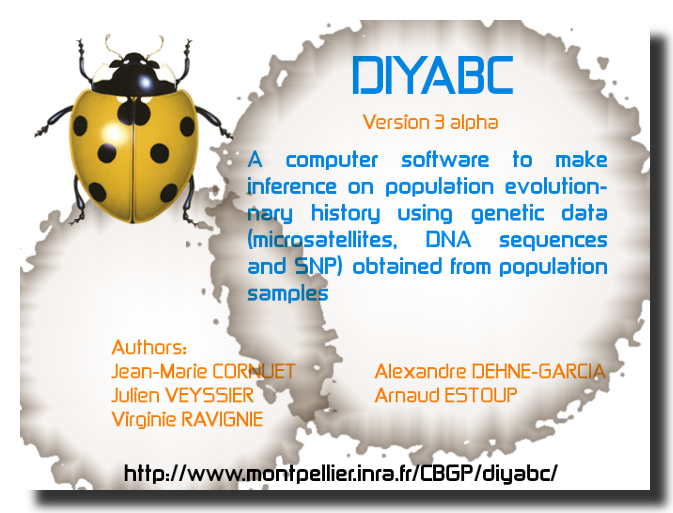 DIYABC
Version 3 alpha
A computer software to make
inference on population evolution-
nary history using genetic data
(microsatellites, DNA sequences
and SNP) obtained from population
samples
Authors:
Jean-Marie CORNUET
Julien VEYSSIER
Virginie RAVIGNIE
Alexandre DEHNE-GARCIA
Arnaud ESTOUP
http://www.montpellier.inra.fr/CBGP/diyabc/